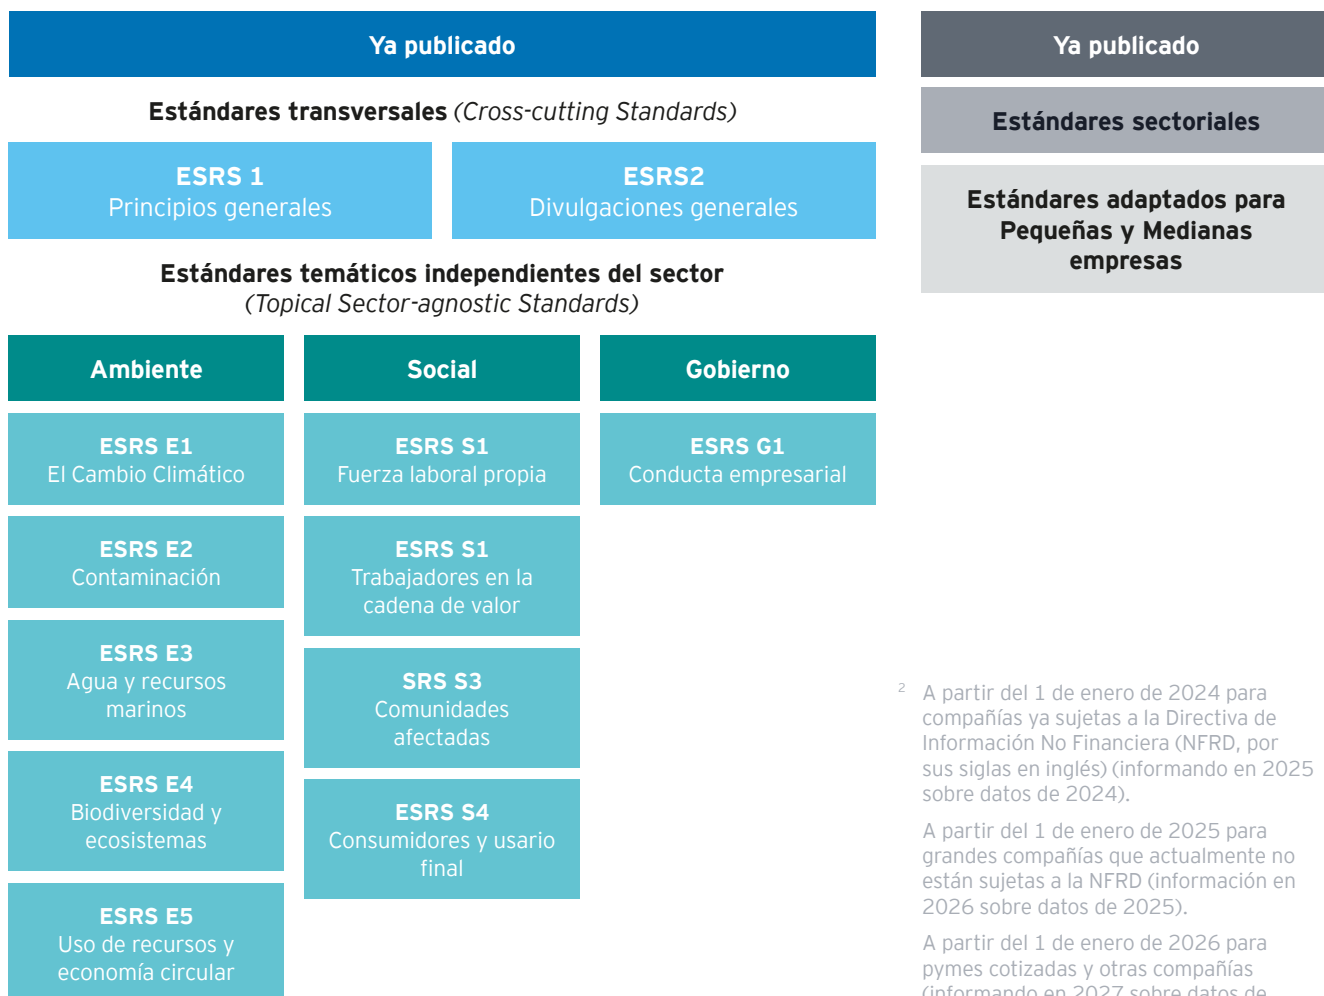 Ya publicado
Estándares transversales (Cross-cutting Standards)
ESRS 1
Principios generales
ESRS2
Divulgaciones generales
Estándares temáticos independientes del sector
(Topical Sector-agnostic Standards)
Ambiente
ESRS E1
El Cambio Climático
ESRS E2
Contaminación
ESRS E3
Agua y recursos
marinos
ESRS E4
Biodiversidad y
ecosistemas
ESRS E5
Uso de recursos y
economía circular
Social
ESRS S1
Fuerza laboral propia
ESRS S1
Trabajadores en la
cadena de valor
SRS S3
Comunidades
afectadas
ESRS S4
Consumidores y usario
final
Gobierno
ESRS G1
Conducta empresarial
Ya publicado
Estándares sectoriales
Estándares adaptados para
Pequeñas y Medianas
empresas
2 A partir del 1 de enero de 2024 para
compañías ya sujetas a la Directiva de
Información No Financiera (NFRD, por
sus siglas en inglés) (informando en 2025
sobre datos de 2024).
A partir del 1 de enero de 2025 para
grandes compañías que actualmente no
están sujetas a la NFRD (información en
2026 sobre datos de 2025).
A partir del 1 de enero de 2026 para
pymes cotizadas y otras compañías
(informando en 2027 sobre datos de